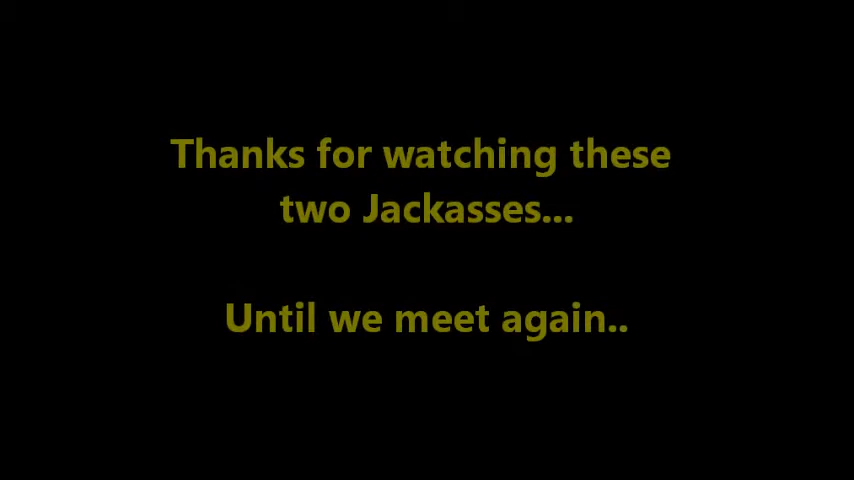 Thanks for watching these
two Jackasses...
Until we meet again..